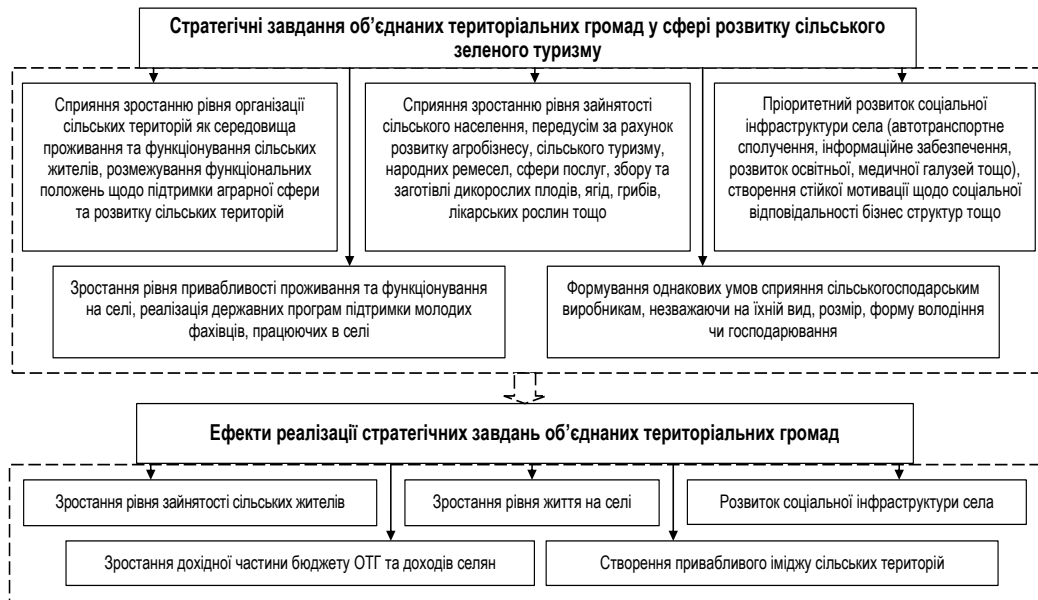 Стратегічні завдання об’єднаних територіальних громад у сфері розвитку сільського
зеленого туризму
Сприяння зростанню рівня організації
сільських територій як середовища
проживання та функціонування сільських
жителів, розмежування функціональних
положень щодо підтримки аграрної сфери
та розвитку сільських територій
Сприяння зростанню рівня зайнятості
сільського населення, передусім за рахунок
розвитку агробізнесу, сільського туризму,
народних ремесел, сфери послуг, збору та
заготівлі дикорослих плодів, ягід, грибів,
лікарських рослин тощо
Пріоритетний розвиток соціальної
інфраструктури села (автотранспортне
сполучення, інформаційне забезпечення,
розвиток освітньої, медичної галузей тощо),
створення стійкої мотивації щодо соціальної
відповідальності бізнес структур тощо
Зростання рівня привабливості проживання та функціонування
на селі, реалізація державних програм підтримки молодих
фахівців, працюючих в селі
Формування однакових умов сприяння сільськогосподарським
виробникам, незважаючи на їхній вид, розмір, форму володіння
чи господарювання
Ефекти реалізації стратегічних завдань об’єднаних територіальних громад
Зростання рівня зайнятості сільських жителів
Зростання рівня життя на селі
Розвиток соціальної інфраструктури села
Зростання дохідної частини бюджету ОТГ та доходів селян
Створення привабливого іміджу сільських територій